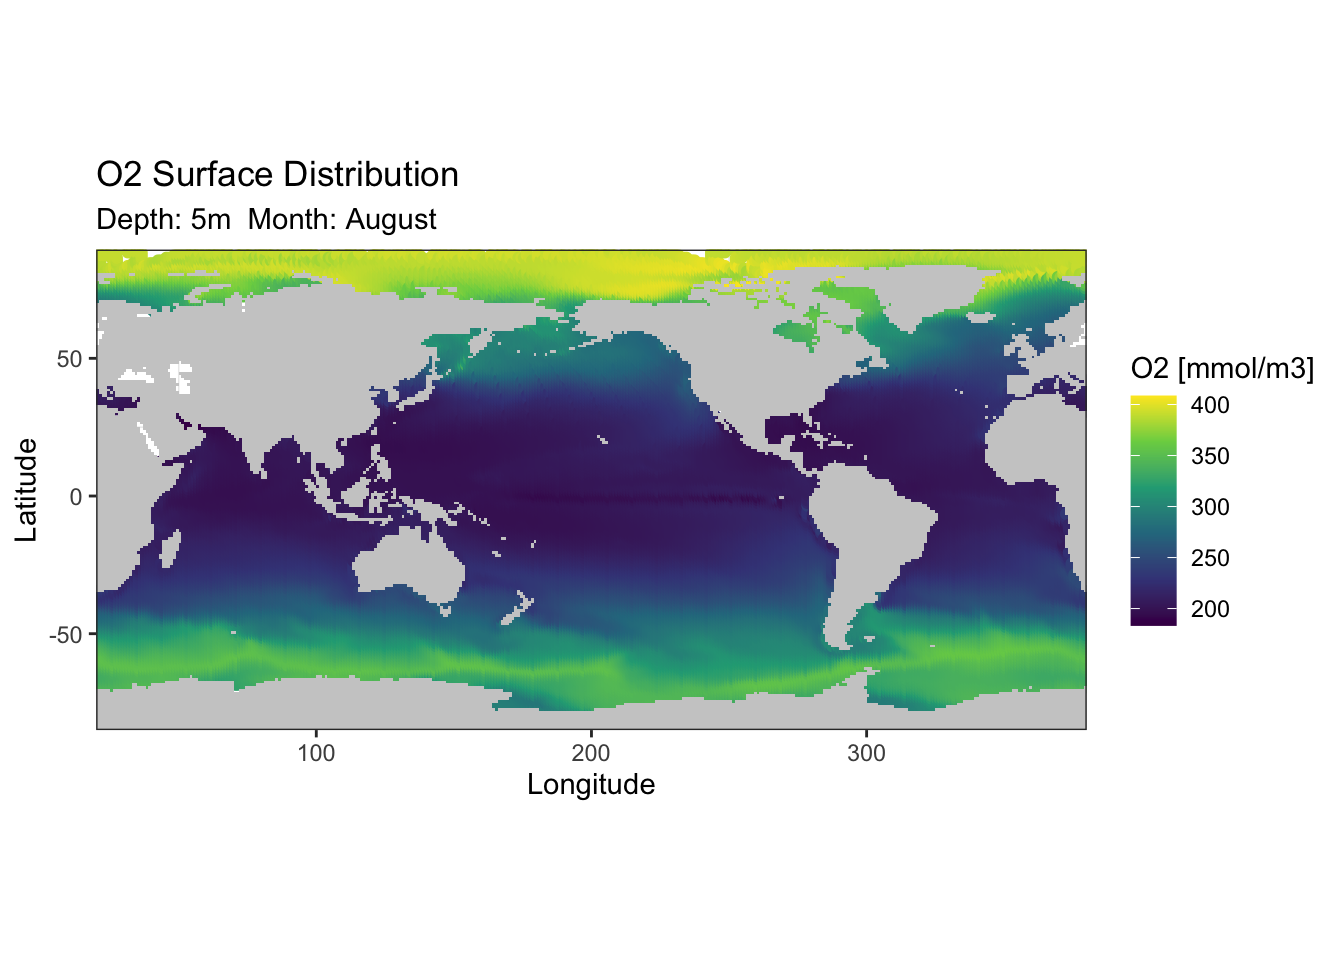 O2 Surface Distribution
Depth: 5m  Month: August
O2 [mmol/m3]
400
350
300
250
200
Latitude
50
0
-50
100
200
300
Longitude